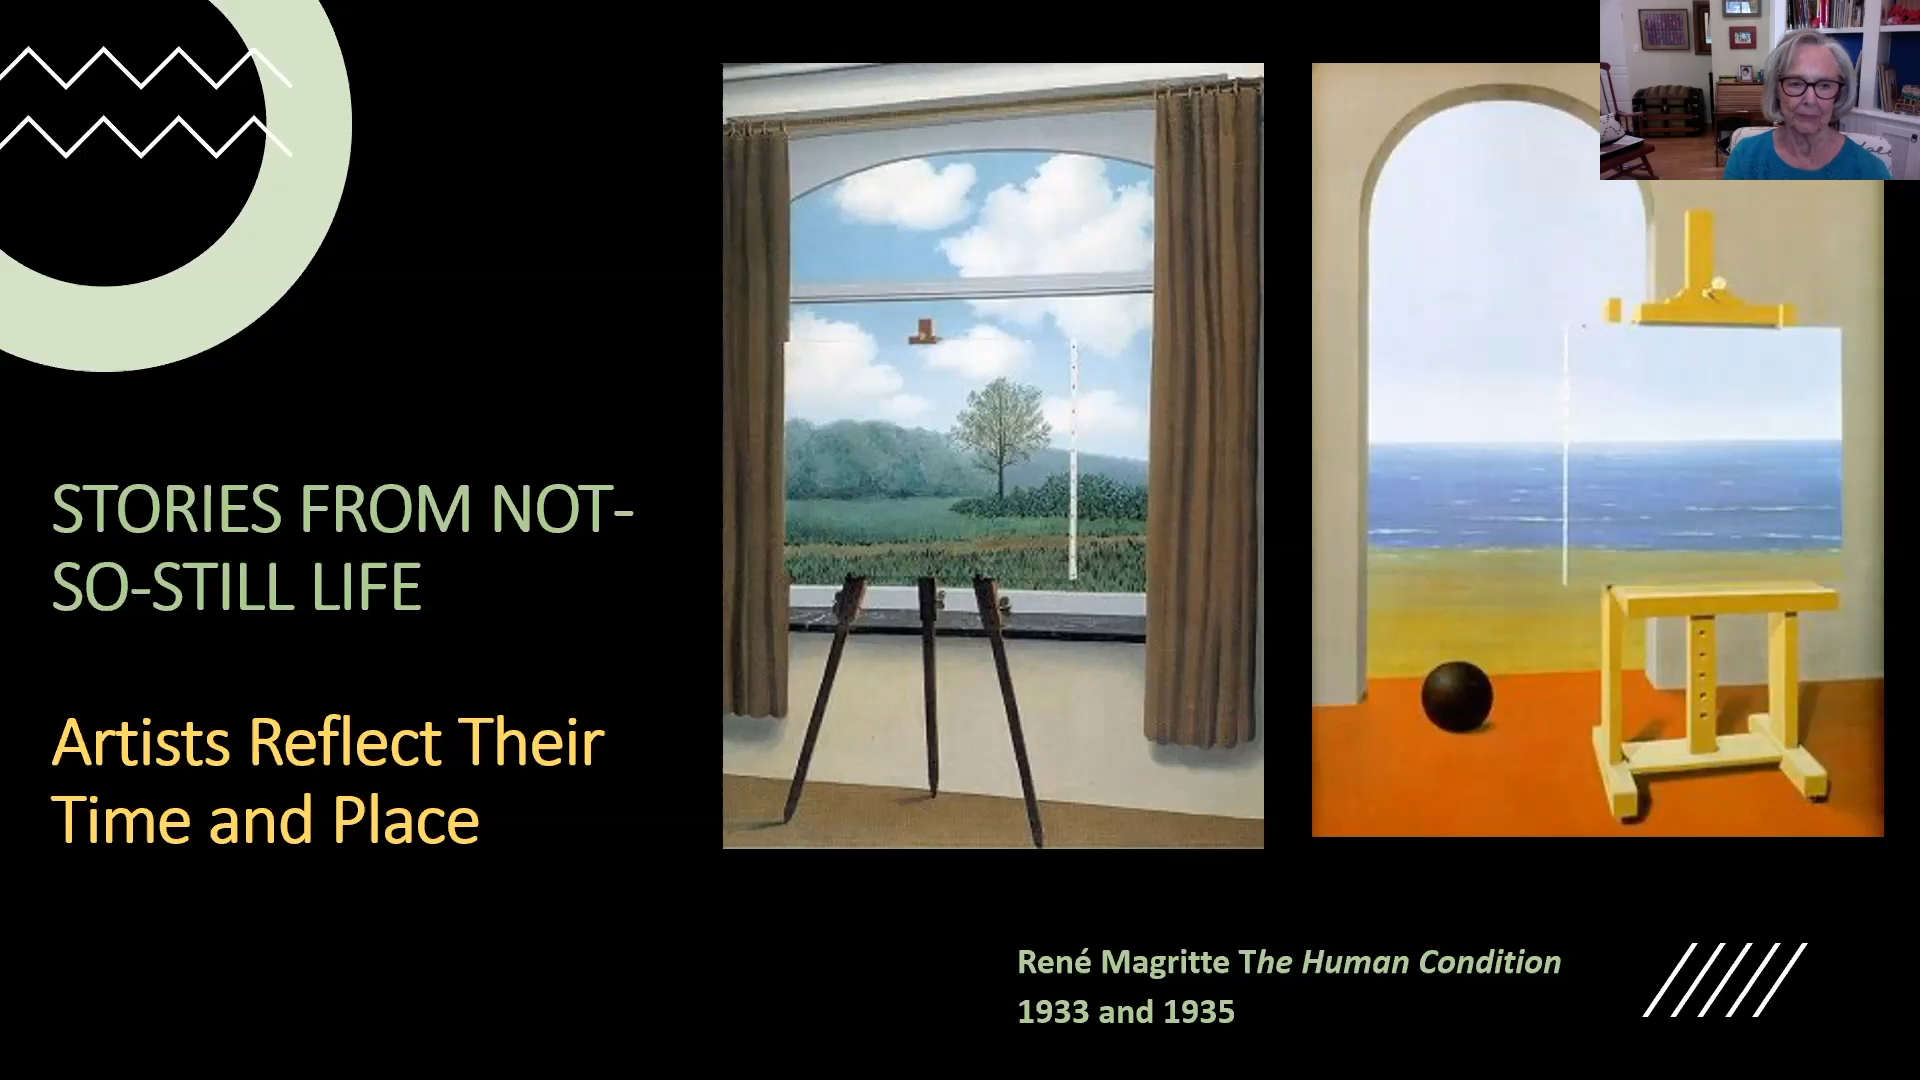 STORIES FROM NOT-
SO-STILL LIFE
Artists Reflect Their
Time and Place
René Magritte The Human Condition
1933 and 1935